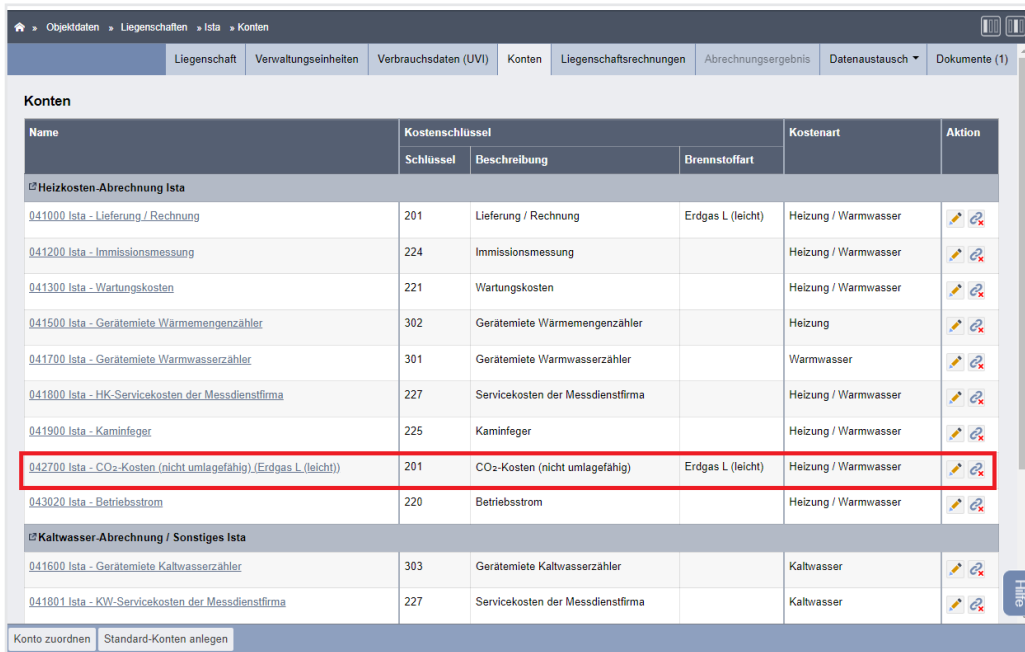 » Objektdaten » Liegenschaften » Ista » Konten
Liegenschaft Verwaltungseinheiten Verbrauchsdaten (UVI) Konten Liegenschaftsrechnungen Abrechnungsergebnis Datenaustausch Dokumente (1)
Konten
Name Kostenschlüssel Kostenart Aktion
Schlüssel Beschreibung Brennstoffart
Heizkosten-Abrechnung Ista
041000 Ista - Lieferung / Rechnung 201 Lieferung / Rechnung Erdgas L (leicht) Heizung / Warmwasser
041200 Ista - Immissionsmessung 224 Immissionsmessung Heizung / Warmwasser
041300 Ista - Wartungskosten 221 Wartungskosten Heizung / Warmwasser
041500 Ista - Gerätemiete Wärmemengenzähler 302 Gerätemiete Wärmemengenzähler Heizung
041700 Ista - Gerätemiete Warmwasserzähler 301 Gerätemiete Warmwasserzähler Warmwasser
041800 Ista - HK-Servicekosten der Messdienstfirma 227 Servicekosten der Messdienstfirma Heizung / Warmwasser
041900 Ista - Kaminfeger 225 Kaminfeger Heizung / Warmwasser
042700 Ista - CO₂-Kosten (nicht umlagefähig) (Erdgas L (leicht)) 201 CO₂-Kosten (nicht umlagefähig) Erdgas L (leicht) Heizung / Warmwasser
043020 Ista - Betriebsstrom 220 Betriebsstrom Heizung / Warmwasser
Kaltwasser-Abrechnung / Sonstiges Ista
041600 Ista - Gerätemiete Kaltwasserzähler 303 Gerätemiete Kaltwasserzähler Kaltwasser
041801 Ista - KW-Servicekosten der Messdienstfirma 227 Servicekosten der Messdienstfirma Kaltwasser
Hilfe
Konto zuordnen Standard-Konten anlegen